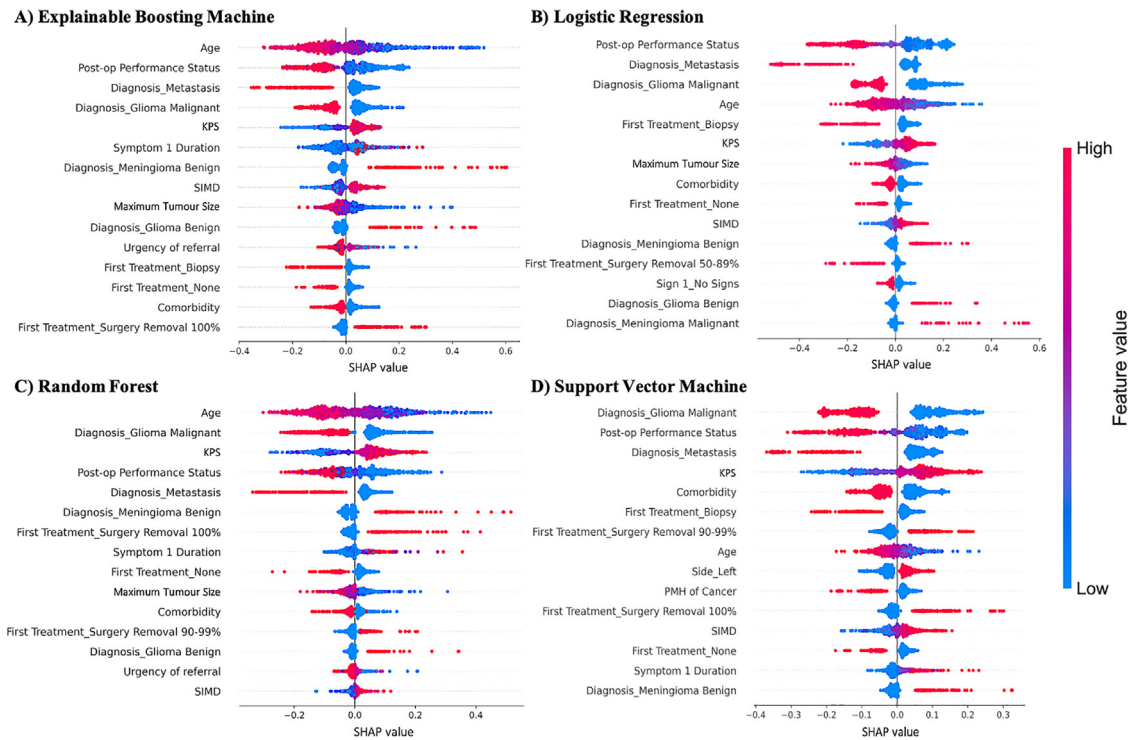 A) Explainable Boosting Machine
Age
Post-op Performance Status
Diagnosis_Metastasis
Diagnosis_Glioma Malignant
KPS
Symptom 1 Duration
Diagnosis_Meningioma Benign
SIMD
Maximum Tumour Size
Diagnosis_Glioma Benign
Urgency of referral
First Treatment_Biopsy
First Treatment_None
Comorbidity
First Treatment_Surgery Removal 100%
−0.4 −0.2 0.0 0.2 0.4 0.6
SHAP value
B) Logistic Regression
Post-op Performance Status
Diagnosis_Metastasis
Diagnosis_Glioma Malignant
Age
First Treatment_Biopsy
KPS
Maximum Tumour Size
Comorbidity
First Treatment_None
SIMD
Diagnosis_Meningioma Benign
First Treatment_Surgery Removal 50-89%
Sign 1_No Signs
Diagnosis_Glioma Benign
Diagnosis_Meningioma Malignant
−0.4 −0.2 0.0 0.2 0.4 0.6
SHAP value
C) Random Forest
Age
Diagnosis_Glioma Malignant
KPS
Post-op Performance Status
Diagnosis_Metastasis
Diagnosis_Meningioma Benign
First Treatment_Surgery Removal 100%
Symptom 1 Duration
First Treatment_None
Maximum Tumour Size
Comorbidity
First Treatment_Surgery Removal 90-99%
Diagnosis_Glioma Benign
Urgency of referral
SIMD
−0.2 0.0 0.2 0.4
SHAP value
D) Support Vector Machine
Diagnosis_Glioma Malignant
Post-op Performance Status
Diagnosis_Metastasis
KPS
Comorbidity
First Treatment_Biopsy
First Treatment_Surgery Removal 90-99%
Age
Side_Left
PMH of Cancer
First Treatment_Surgery Removal 100%
SIMD
First Treatment_None
Symptom 1 Duration
Diagnosis_Meningioma Benign
−0.4 −0.3 −0.2 −0.1 0.0 0.1 0.2 0.3
SHAP value
High
Feature value
Low